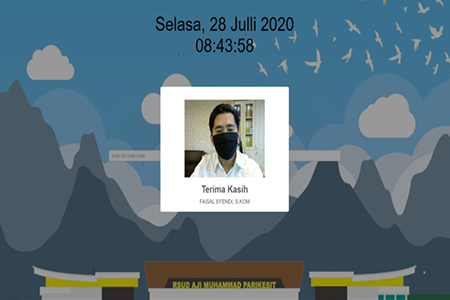 Selasa, 28 Julli 2020
08:43:58
Terima Kasih
FAISAL EFENDI, S.KOM
RSUD AJI MUHAMMAD PARIKESIT